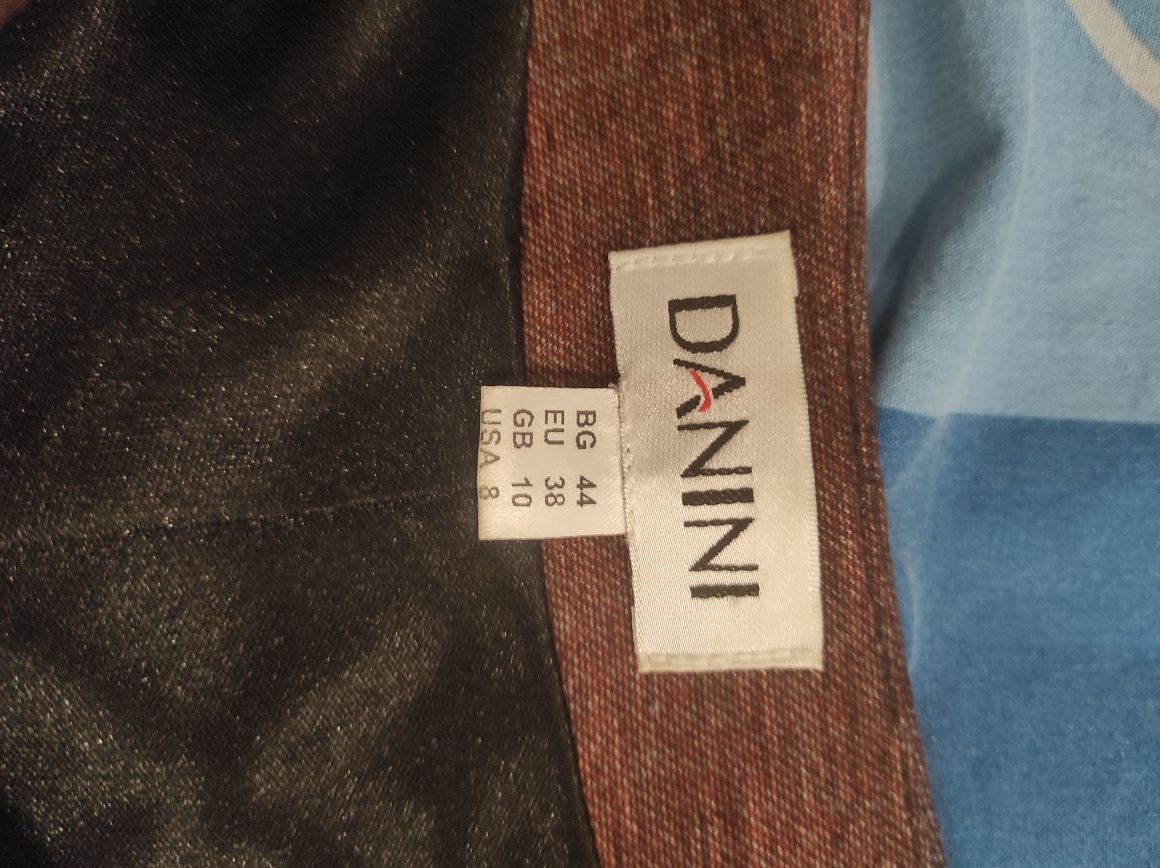 DANINI
BG 44
EU 38
GB 10
USA 8